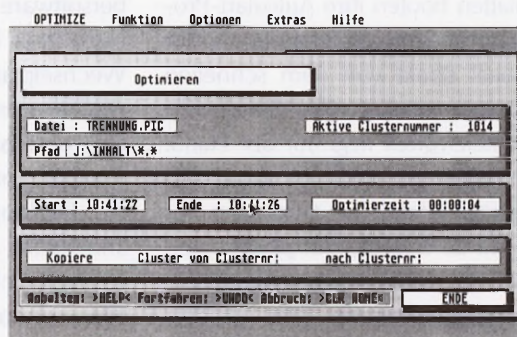 OPTIMIZE Funktion Optionen Extras Hilfe
Optimieren
Datei : TRENNUNG.PIC Aktive Clusternummer : 1014
Pfad J:\INHALT\*.*
Start : 10:41:22 Ende : 10:41:26 Optimierzeit : 00:00:04
Kopiere Cluster von Clusternr: nach Clusternr:
Anhalten: >HELP< Fortfahren: >UNDO< Abbruch: >CLR HOME< ENDE